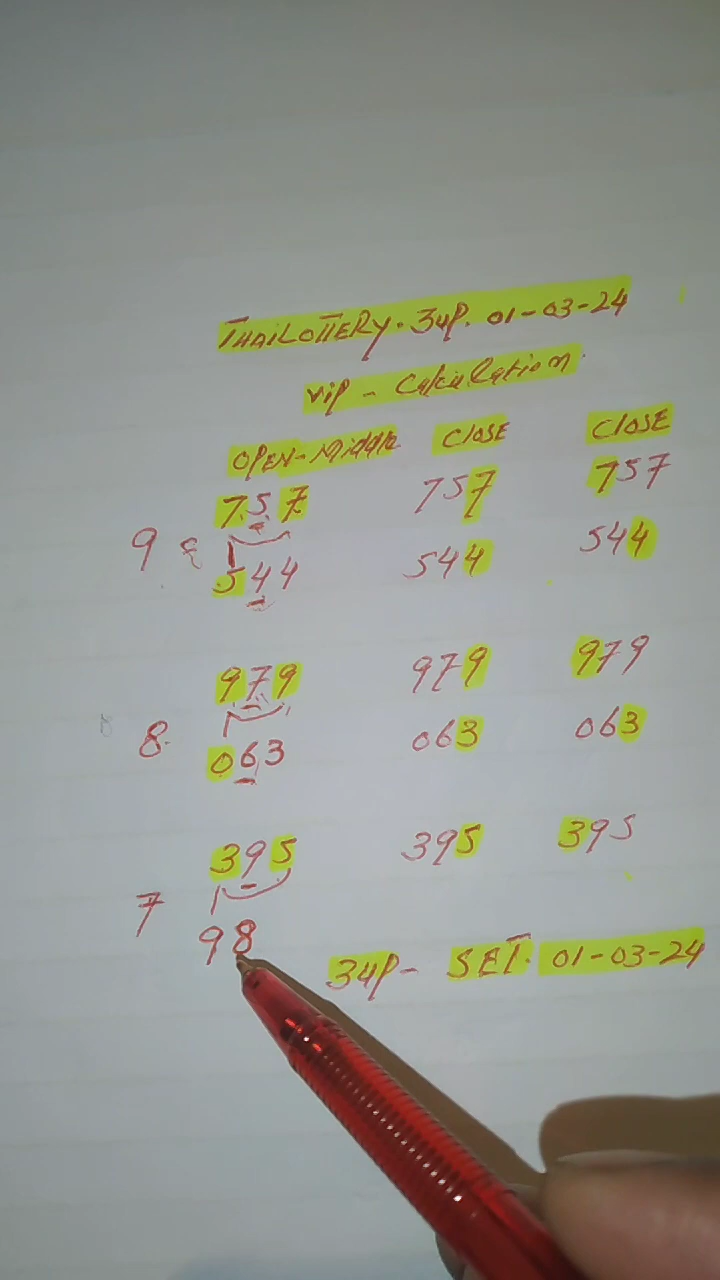 THAILOTTERY. 3UP. 01-03-24
VIP - Calculation
OPEN-Middle CLOSE CLOSE
757 757 757
9
544 544 544
979 979 979
8.
063 063 063
395 395 395
7
98
3UP- SET. 01-03-24